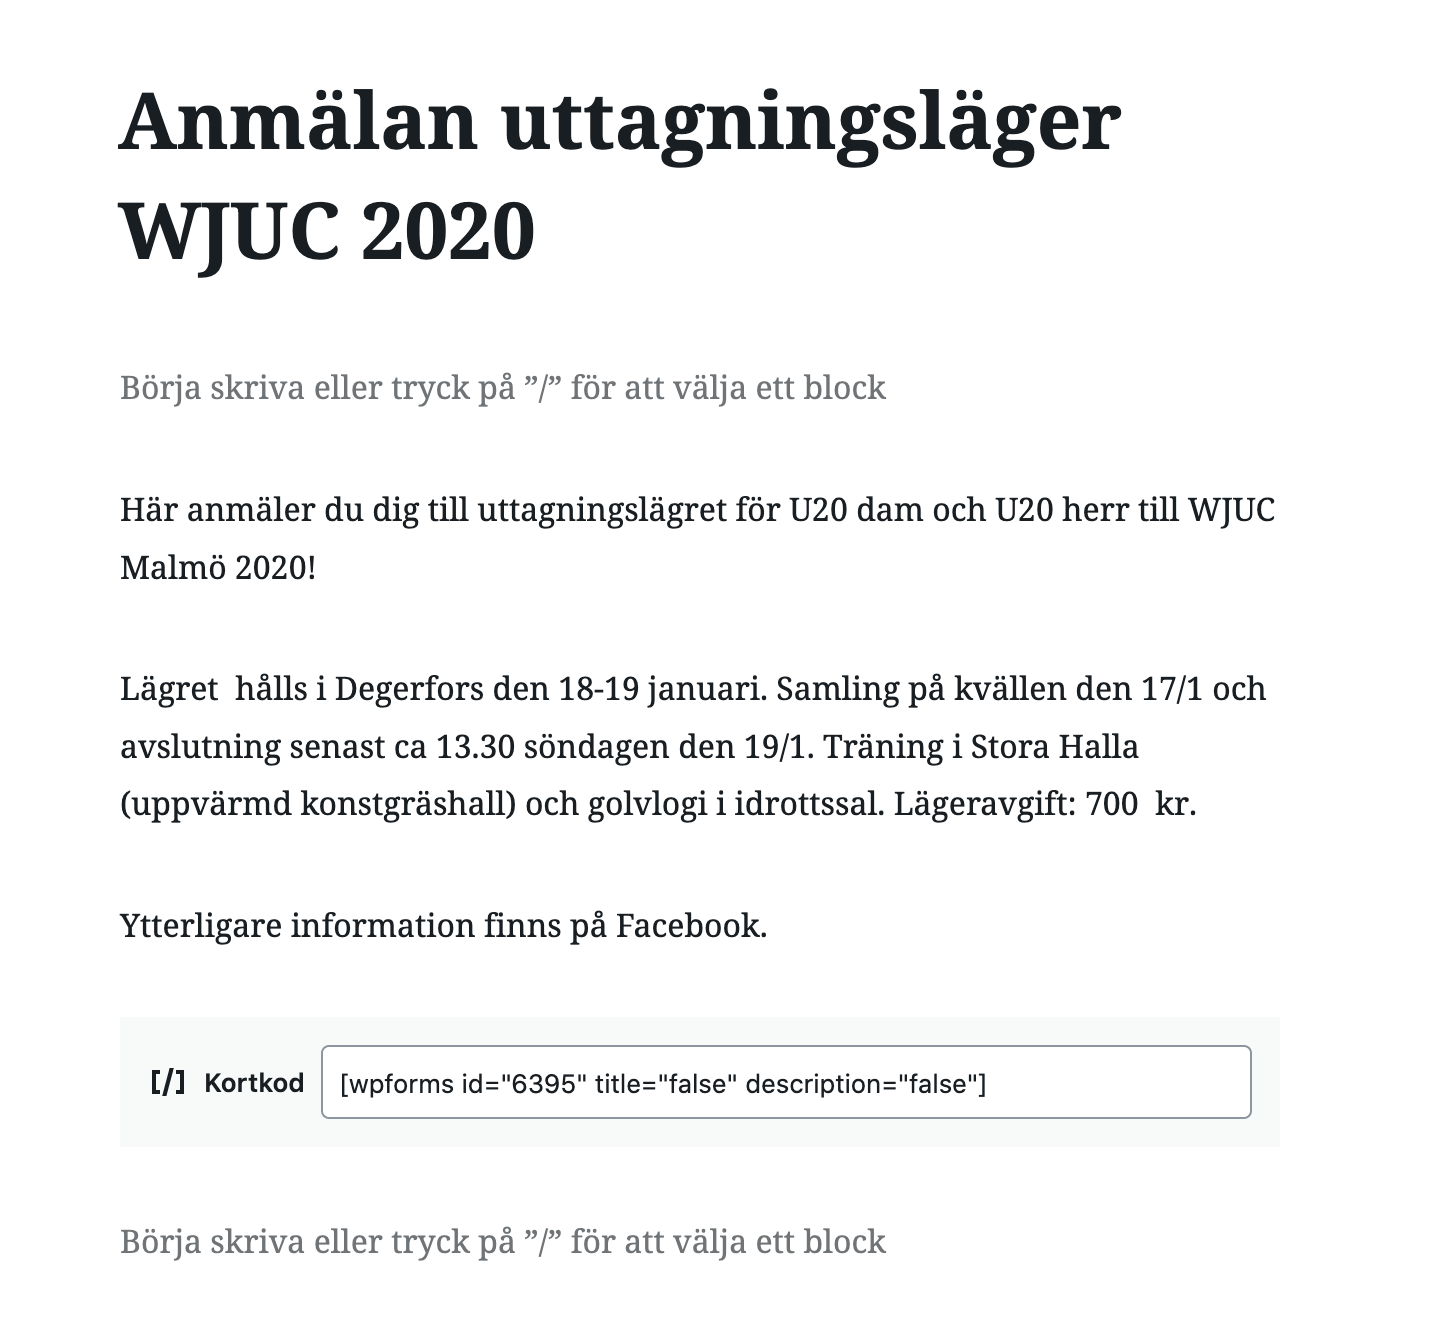 Anmälan uttagningsläger
WJUC 2020
Börja skriva eller tryck på ”/” för att välja ett block
Här anmäler du dig till uttagningslägret för U20 dam och U20 herr till WJUC
Malmö 2020!
Lägret  hålls i Degerfors den 18-19 januari. Samling på kvällen den 17/1 och
avslutning senast ca 13.30 söndagen den 19/1. Träning i Stora Halla
(uppvärmd konstgräshall) och golvlogi i idrottssal. Lägeravgift: 700  kr.
Ytterligare information finns på Facebook.
[/] Kortkod [wpforms id="6395" title="false" description="false"]
Börja skriva eller tryck på ”/” för att välja ett block